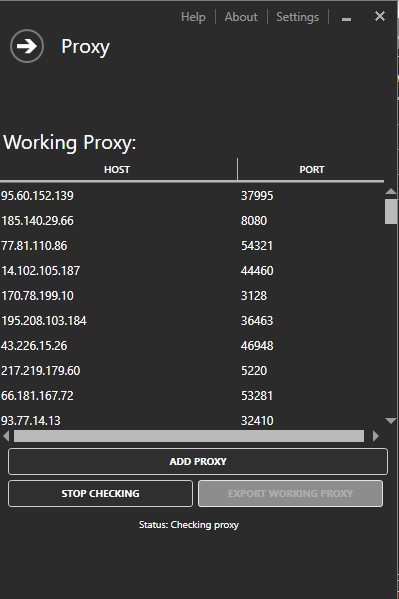 Help About Settings
Proxy
Working Proxy:
HOST PORT
95.60.152.139 37995
185.140.29.66 8080
77.81.110.86 54321
14.102.105.187 44460
170.78.199.10 3128
195.208.103.184 36463
43.226.15.26 46948
217.219.179.60 5220
66.181.167.72 53281
93.77.14.13 32410
ADD PROXY
STOP CHECKING EXPORT WORKING PROXY
Status: Checking proxy